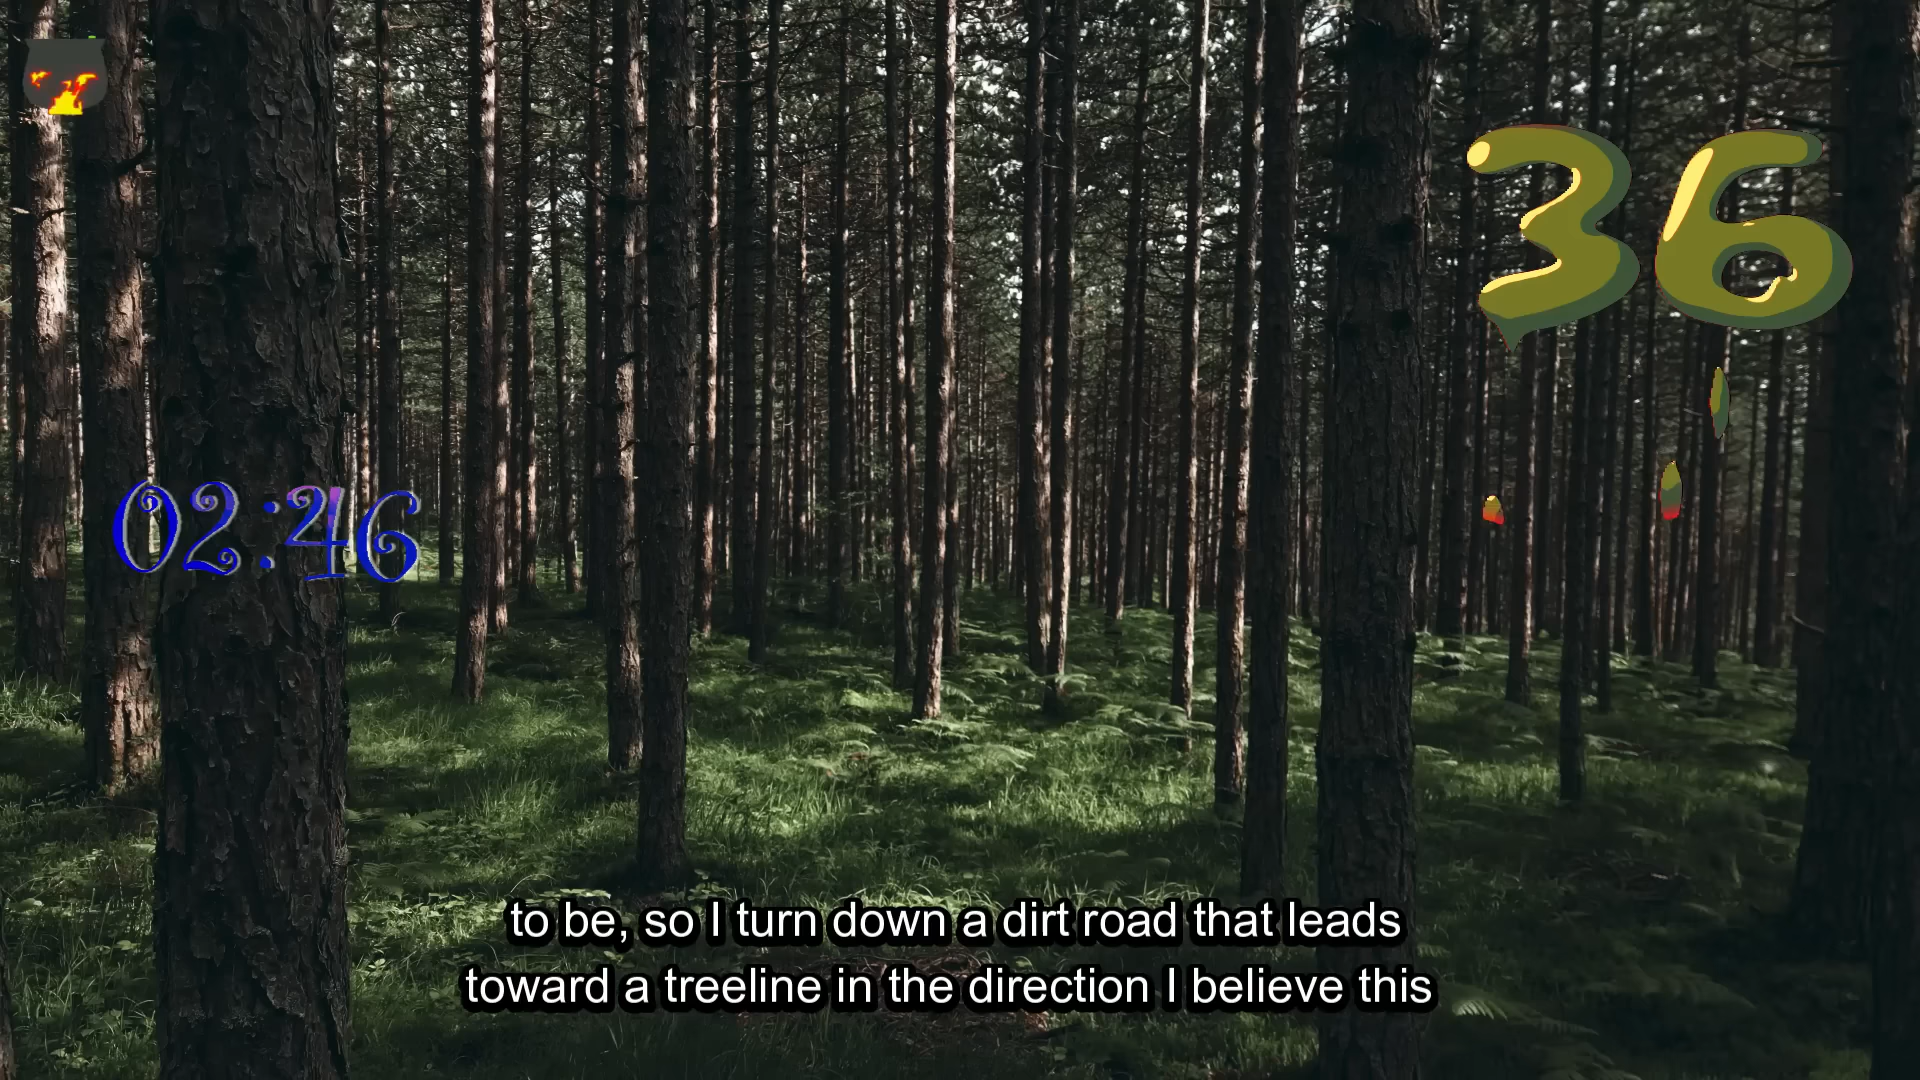 36
02:46
to be, so I turn down a dirt road that leads
toward a treeline in the direction I believe this